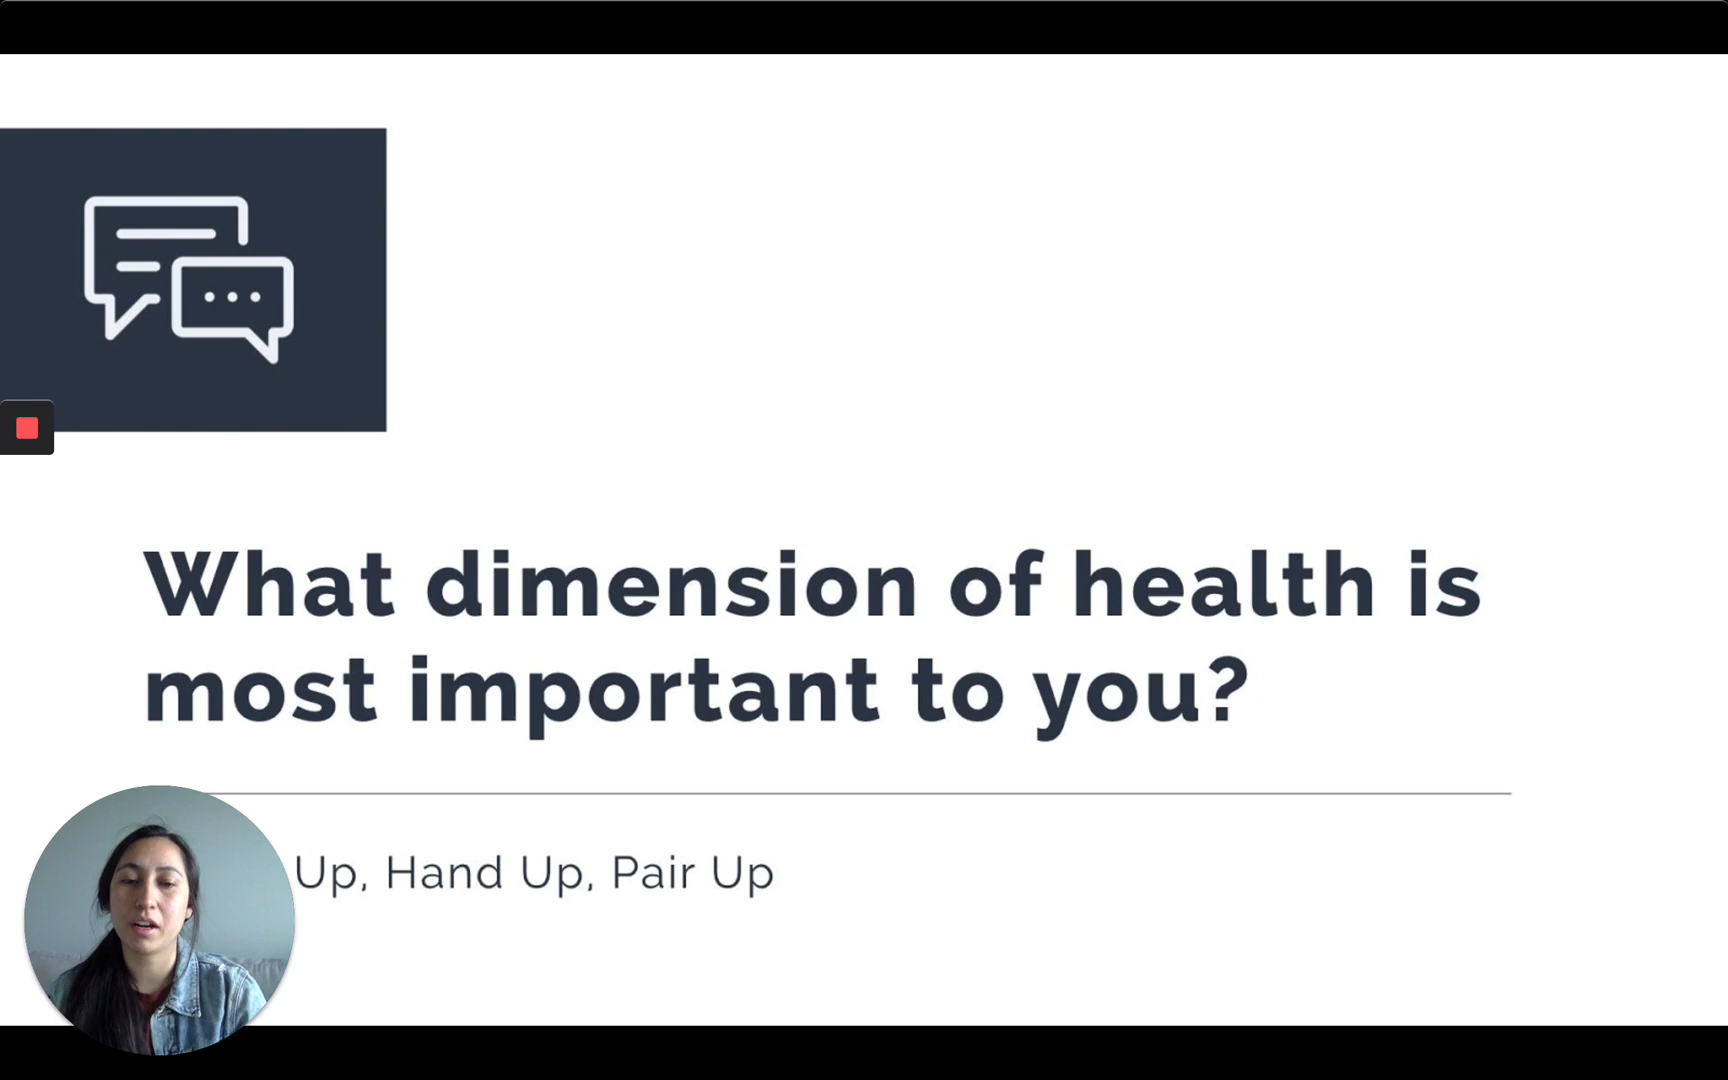 What dimension of health is
most important to you?
Up, Hand Up, Pair Up